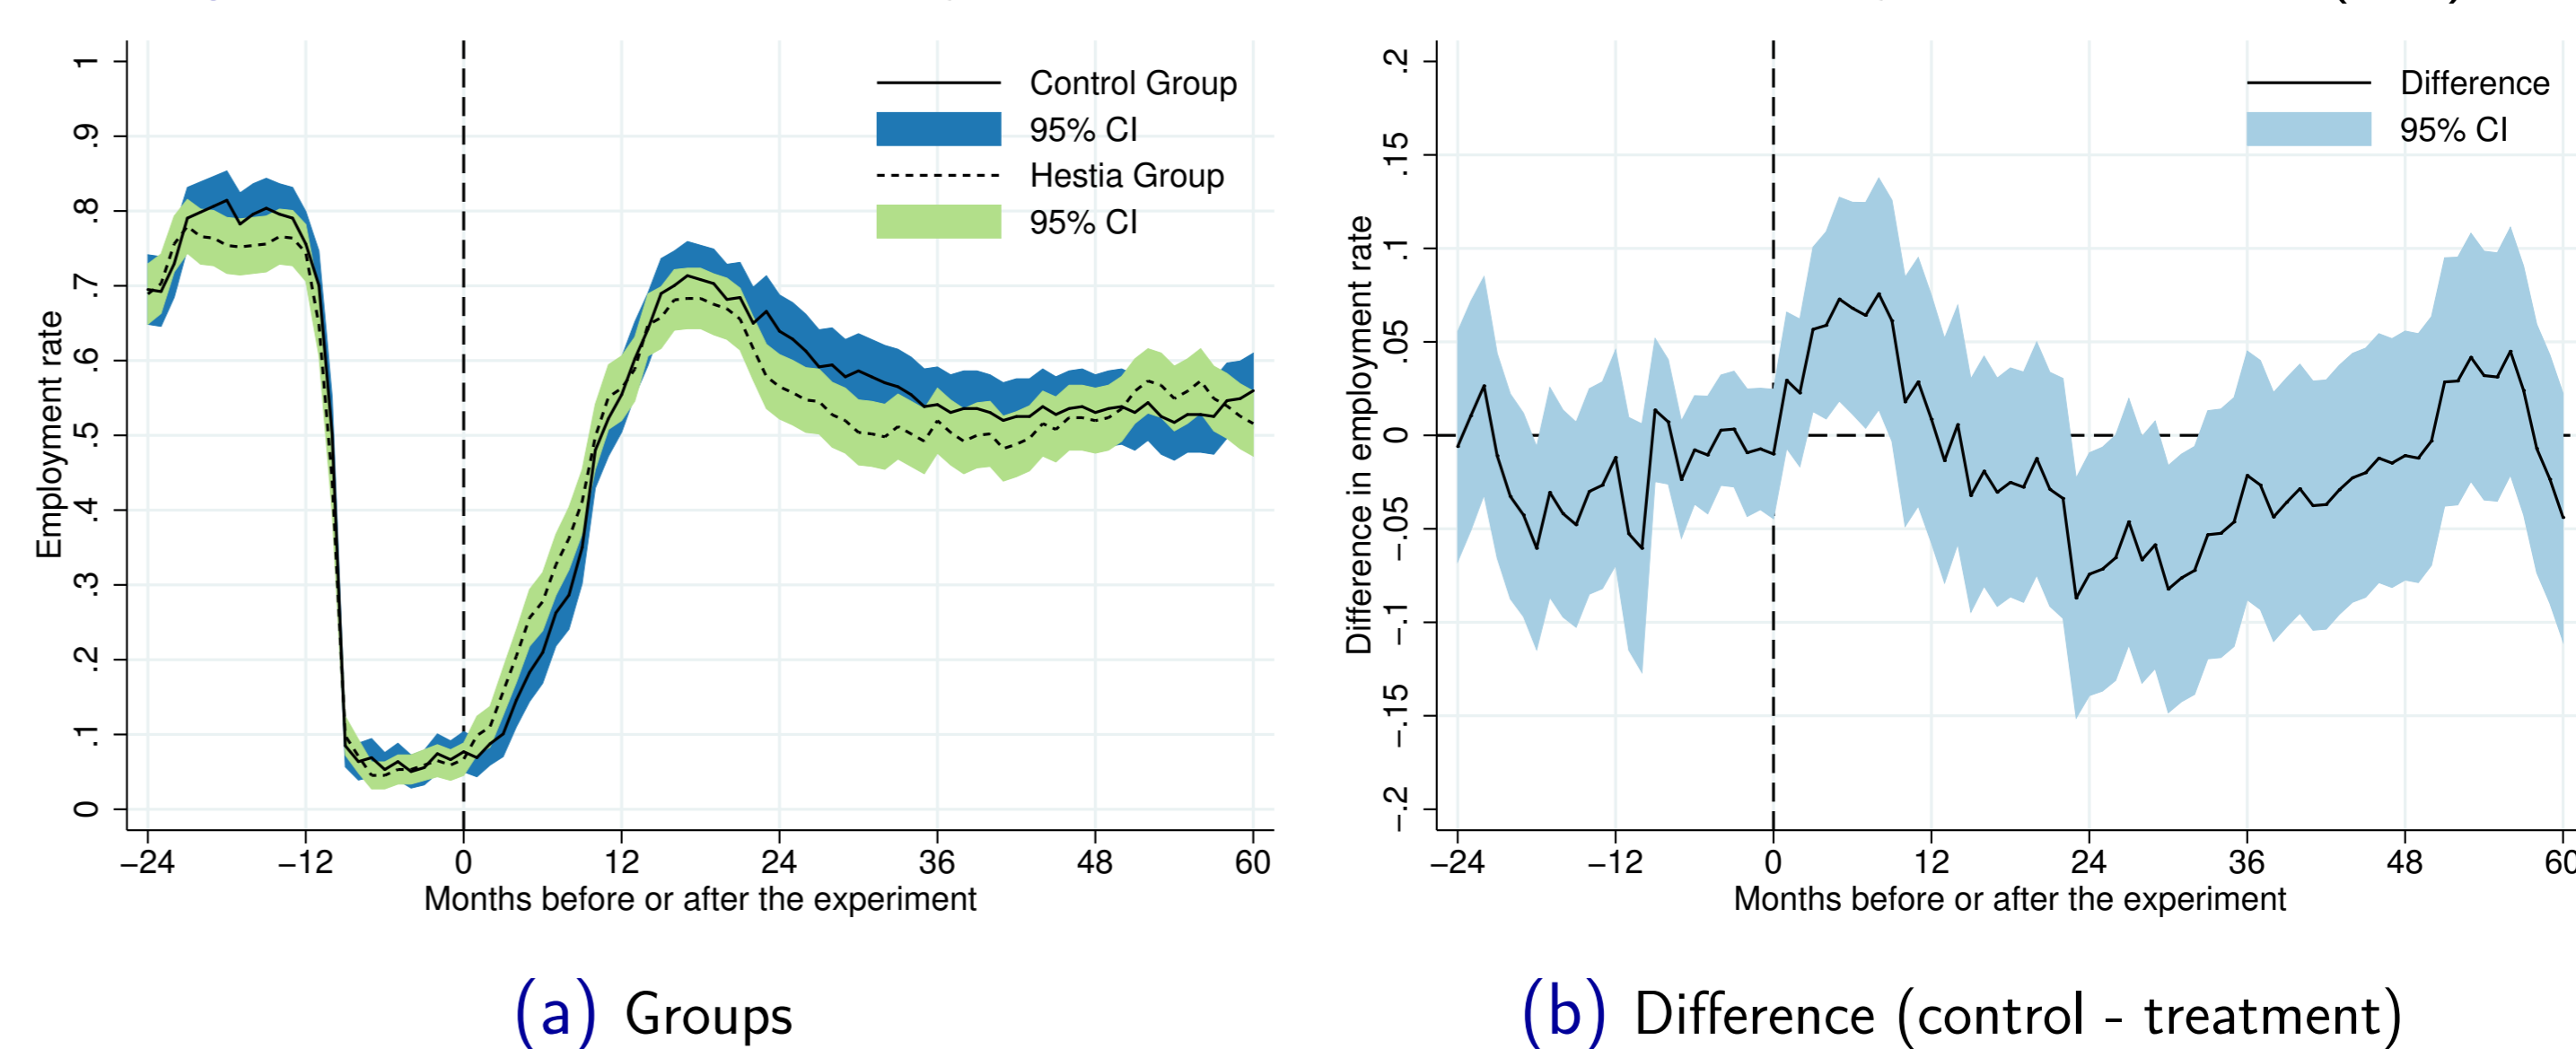 Control Group
95% CI
Hestia Group
95% CI
1
.9
.8
.7
.6
.5
.4
.3
.2
.1
0
Employment rate
−24 −12 0 12 24 36 48 60
Months before or after the experiment
(a) Groups
Difference
95% CI
.2
.15
.1
.05
0
−.05
−.1
−.15
−.2
Difference in employment rate
−24 −12 0 12 24 36 48 60
Months before or after the experiment
(b) Difference (control - treatment)